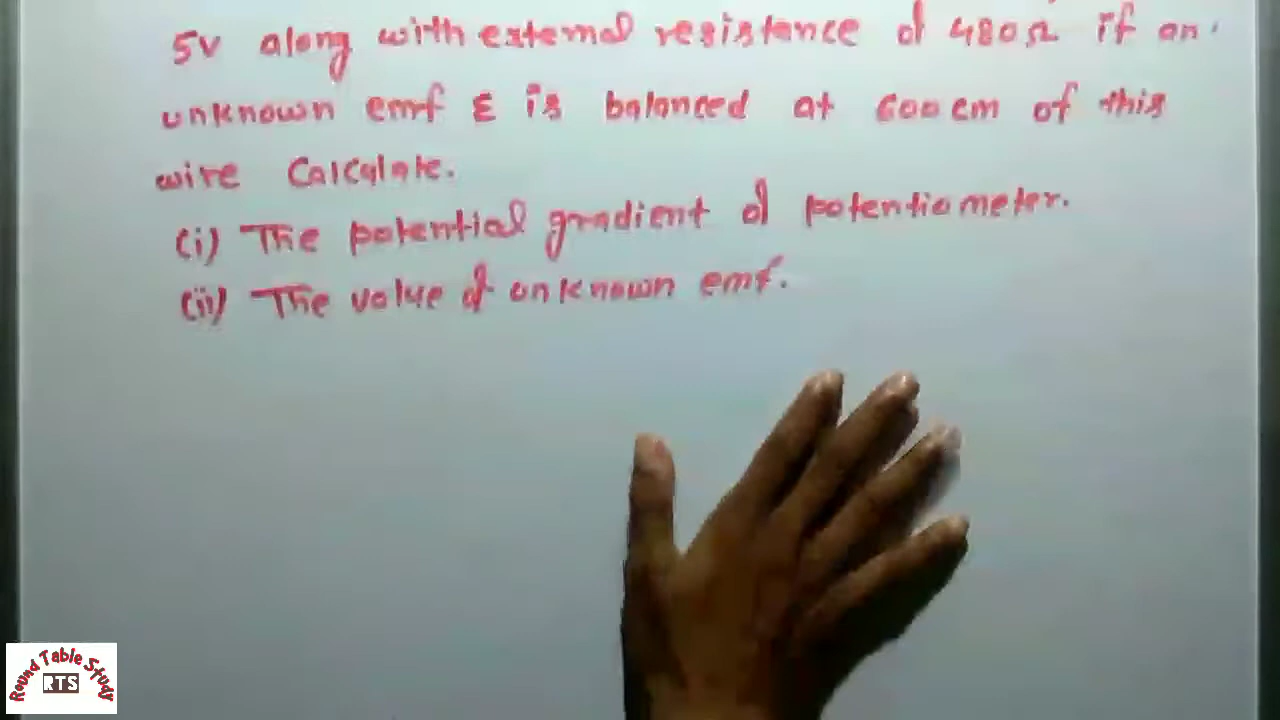 5v along with external resistance of 480Ω if an
unknown emf ε is balanced at 600 cm of this
wire Calculate.
(i) The potential gradient of potentiometer.
(ii) The value of unknown emf.
Round Table Study
RTS